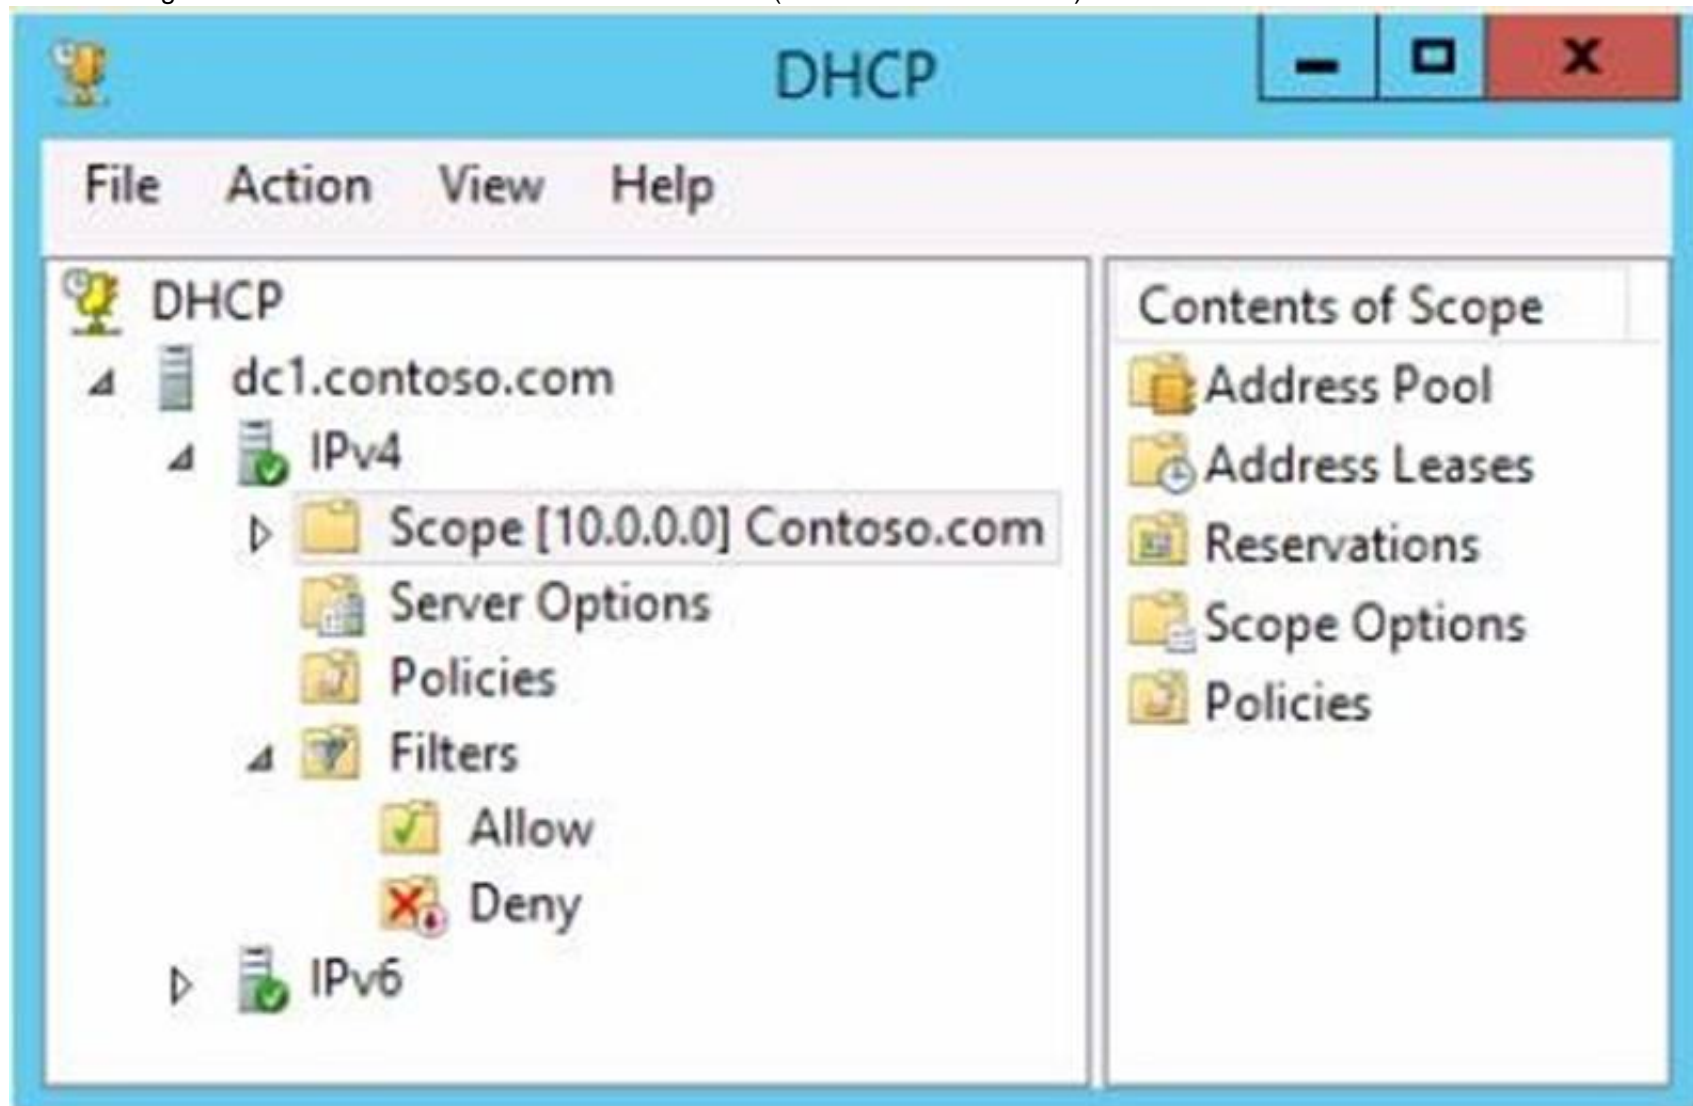 DHCP
File Action View Help
DHCP
dc1.contoso.com
IPv4
Scope [10.0.0.0] Contoso.com
Server Options
Policies
Filters
Allow
Deny
IPv6
Contents of Scope
Address Pool
Address Leases
Reservations
Scope Options
Policies